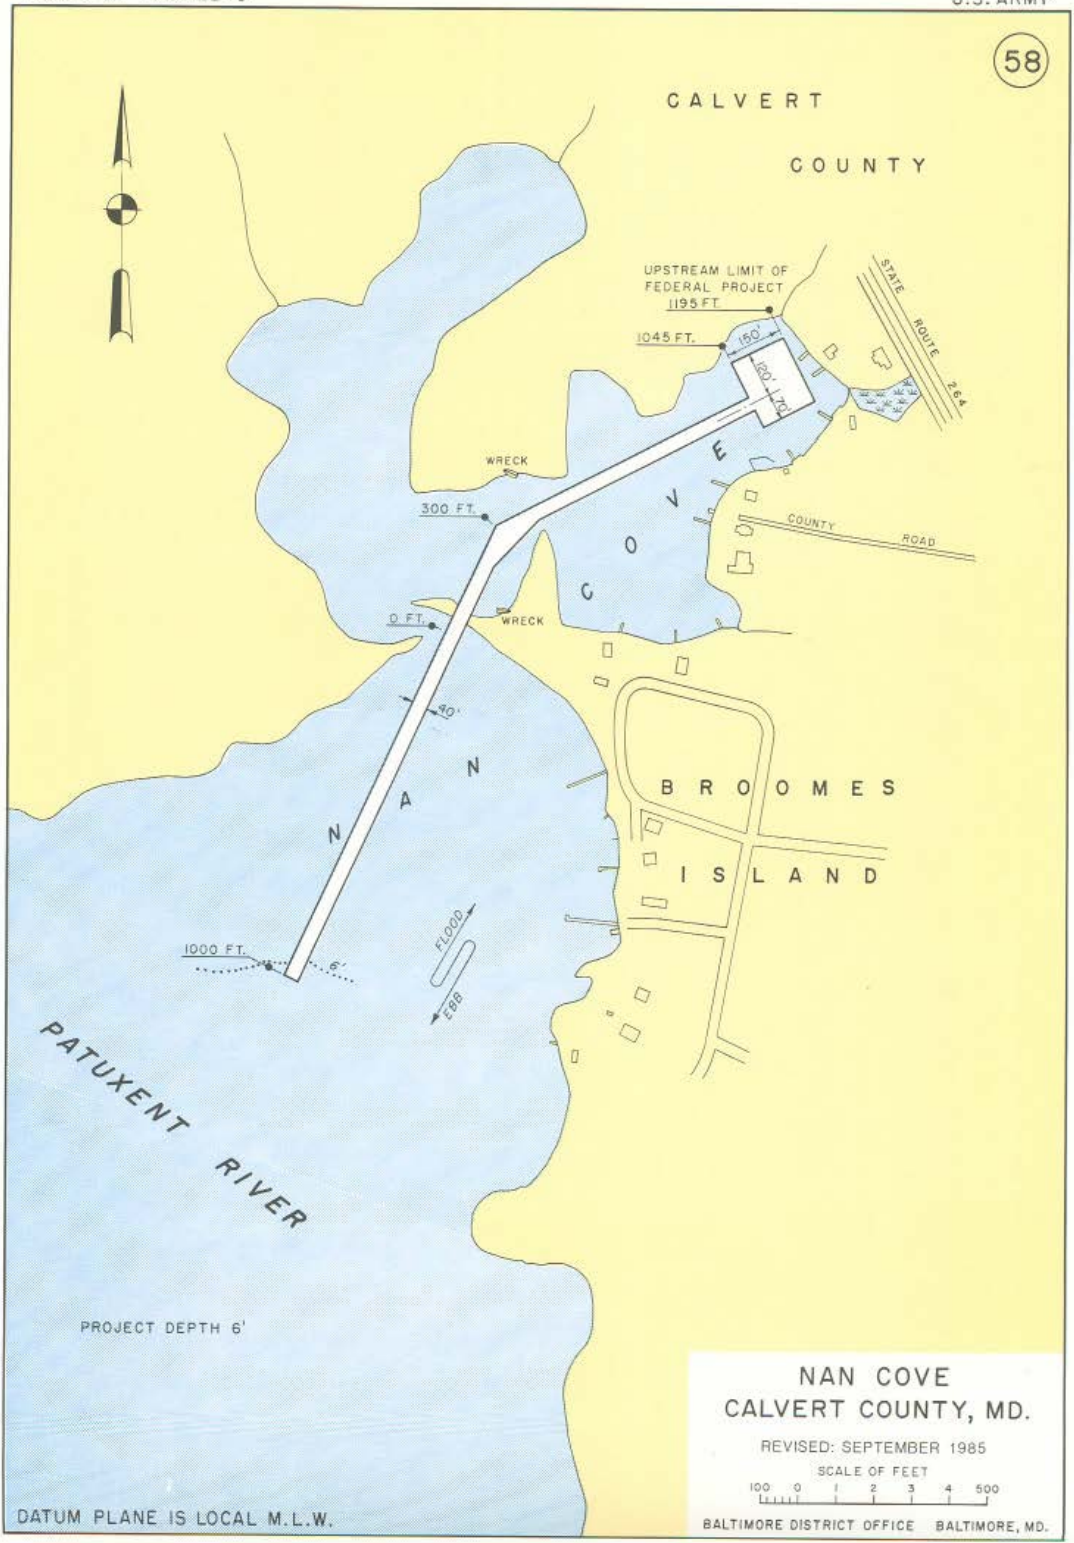 58
CALVERT
COUNTY
UPSTREAM LIMIT OF
FEDERAL PROJECT
1195 FT.
1045 FT.
150'
120'
70'
STATE ROUTE 264
WRECK
300 FT.
COVE
COUNTY ROAD
0 FT.
WRECK
40'
NAN
BROOMES
ISLAND
FLOOD
EBB
1000 FT.
6'
PATUXENT RIVER
PROJECT DEPTH 6'
NAN COVE
CALVERT COUNTY, MD.
REVISED: SEPTEMBER 1985
SCALE OF FEET
100 0 1 2 3 4 500
BALTIMORE DISTRICT OFFICE BALTIMORE, MD.
DATUM PLANE IS LOCAL M.L.W.